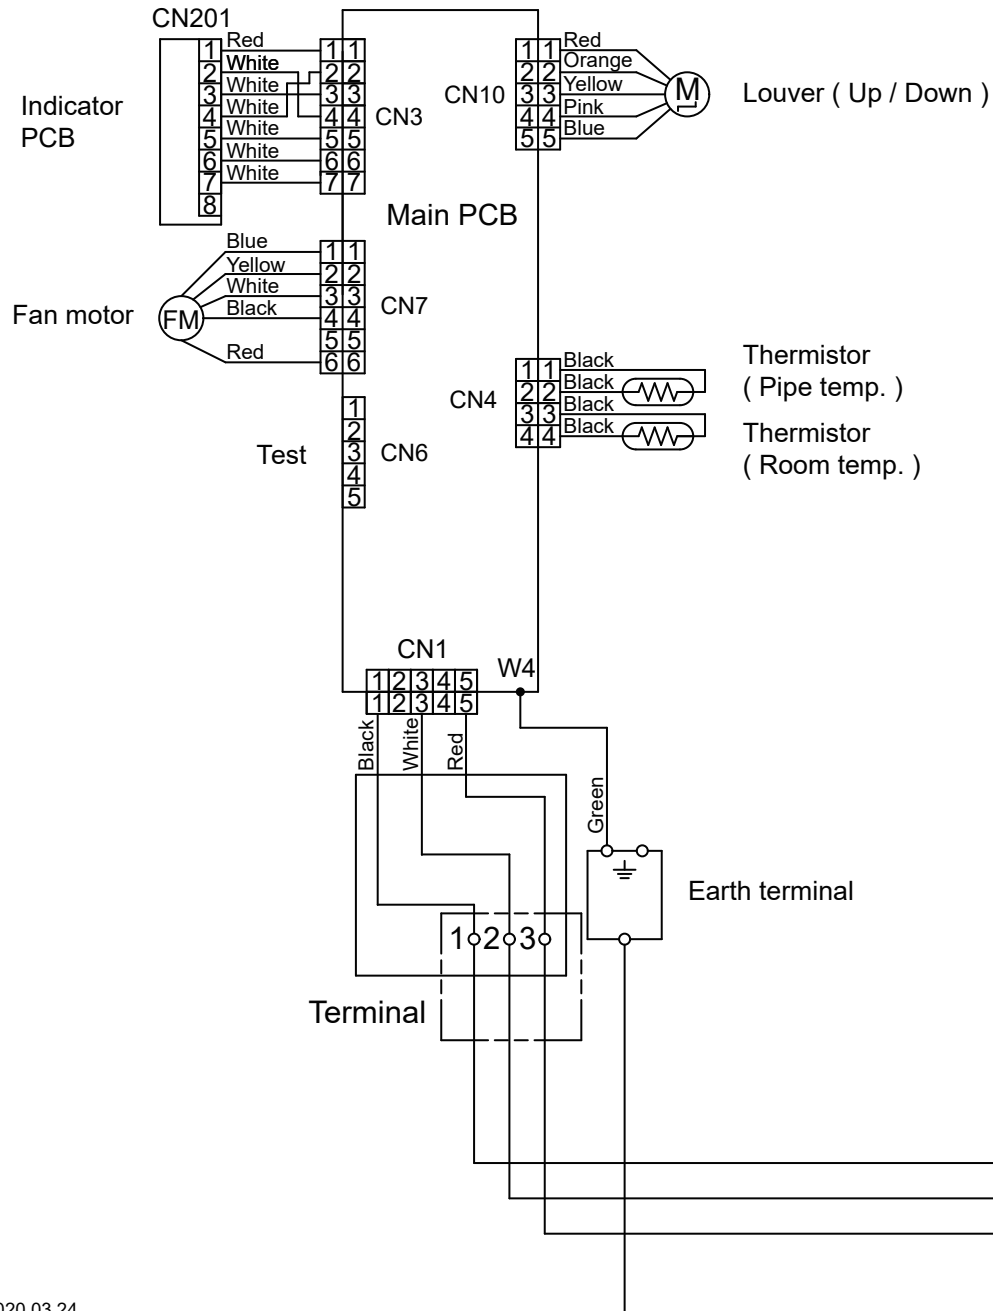 CN201
Indicator
PCB
1
2
3
4
5
6
7
8
Red
White
White
White
White
White
White
1 1
2 2
3 3
4 4
5 5
6 6
7 7
CN3
Main PCB
CN10
1 1
2 2
3 3
4 4
5 5
Red
Orange
Yellow
Pink
Blue
M
Louver ( Up / Down )
Fan motor
FM
Blue
Yellow
White
Black
Red
1 1
2 2
3 3
4 4
5 5
6 6
CN7
Test
1
2
3
4
5
CN6
CN4
1 1
2 2
3 3
4 4
Black
Black
Black
Black
Thermistor
( Pipe temp. )
Thermistor
( Room temp. )
CN1
W4
1 2 3 4 5
1 2 3 4 5
Black
White
Red
Green
Earth terminal
1 2 3
Terminal
020.03.24